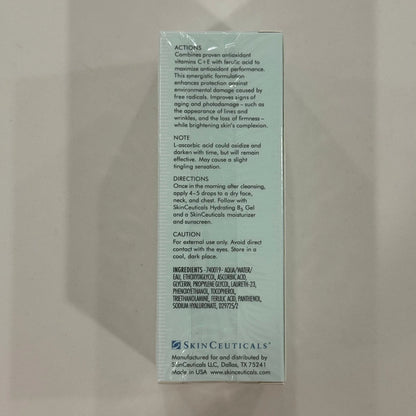 ACTIONS
Combines proven antioxidant
vitamins C+E with ferulic acid to
maximize antioxidant performance.
This synergistic formulation
enhances protection against
environmental damage caused by
free radicals. Improves signs of
aging and photodamage – such as
the appearance of lines and
wrinkles, and the loss of firmness –
while brightening skin's complexion.
NOTE
L-ascorbic acid could oxidize and
darken with time, but will remain
effective. May cause a slight
tingling sensation.
DIRECTIONS
Once in the morning after cleansing,
apply 4–5 drops to a dry face,
neck, and chest. Follow with
SkinCeuticals Hydrating B5 Gel
and a SkinCeuticals moisturizer
and sunscreen.
CAUTION
For external use only. Avoid direct
contact with the eyes. Store in a
cool, dark place.
INGREDIENTS - 740019 - AQUA/WATER/
EAU, ETHOXYDIGLYCOL, ASCORBIC ACID,
GLYCERIN, PROPYLENE GLYCOL, LAURETH-23,
PHENOXYETHANOL, TOCOPHEROL,
TRIETHANOLAMINE, FERULIC ACID, PANTHENOL,
SODIUM HYALURONATE, D29725/2
SKINCEUTICALS
Manufactured for and distributed by
SkinCeuticals LLC, Dallas, TX 75241
Made in USA www.skinceuticals.com